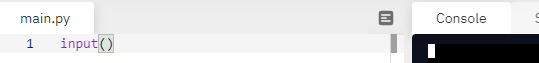 main.py
Console
1 input()